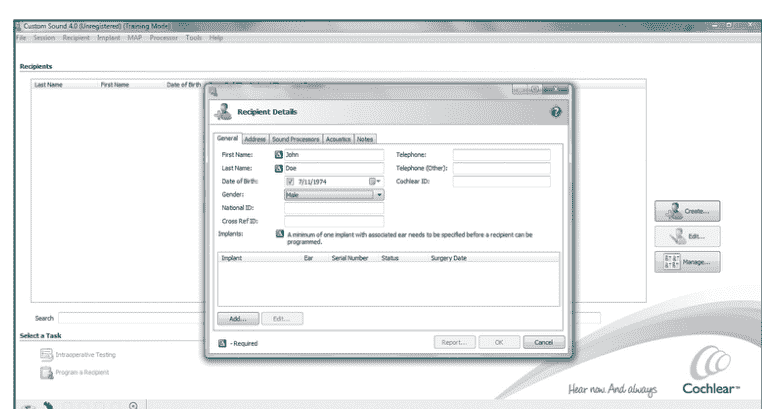 Custom Sound 4.0 (Unregistered) (Training Mode)
File Session Recipient Implant MAP Processor Tools Help
Recipients
Last Name First Name Date of Birth
Recipient Details
General Address Sound Processors Acoustics Notes
First Name: John Telephone:
Last Name: Doe Telephone (Other):
Date of Birth: 7/11/1974 Cochlear ID:
Gender: Male
National ID:
Cross Ref ID:
Implants: A minimum of one implant with associated ear needs to be specified before a recipient can be
programmed.
Implant Ear Serial Number Status Surgery Date
Add... Edit...
- Required Report... OK Cancel
Create...
Edit...
Manage...
Search
Select a Task
Intraoperative Testing
Program a Recipient
Hear now. And always
Cochlear™